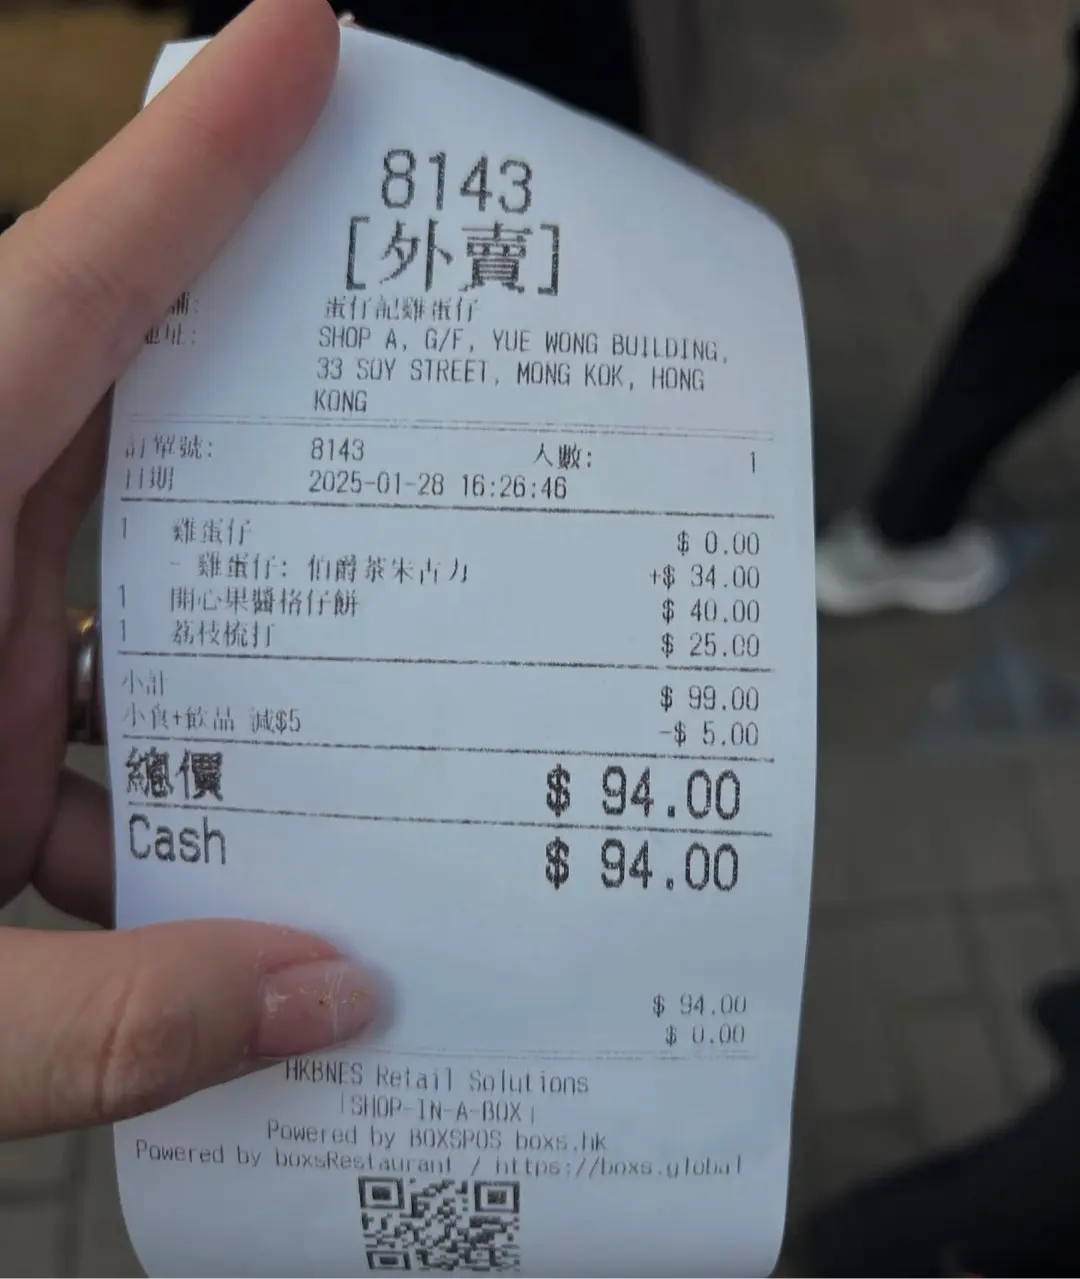 8143
[外賣]
舖: 蛋仔記雞蛋仔
地址: SHOP A, G/F, YUE WONG BUILDING,
33 SOY STREET, MONG KOK, HONG
KONG
訂單號: 8143 人數: 1
日期 2025-01-28 16:26:46
1 雞蛋仔 $ 0.00
- 雞蛋仔: 伯爵茶朱古力 +$ 34.00
1 開心果醬格仔餅 $ 40.00
1 荔枝梳打 $ 25.00
小計 $ 99.00
小食+飲品 減$5 -$ 5.00
總價 $ 94.00
Cash $ 94.00
$ 94.00
$ 0.00
HKBNES Retail Solutions
「SHOP-IN-A-BOX」
Powered by BOXSPOS boxs.hk
Powered by boxsRestaurant / https://boxs.global